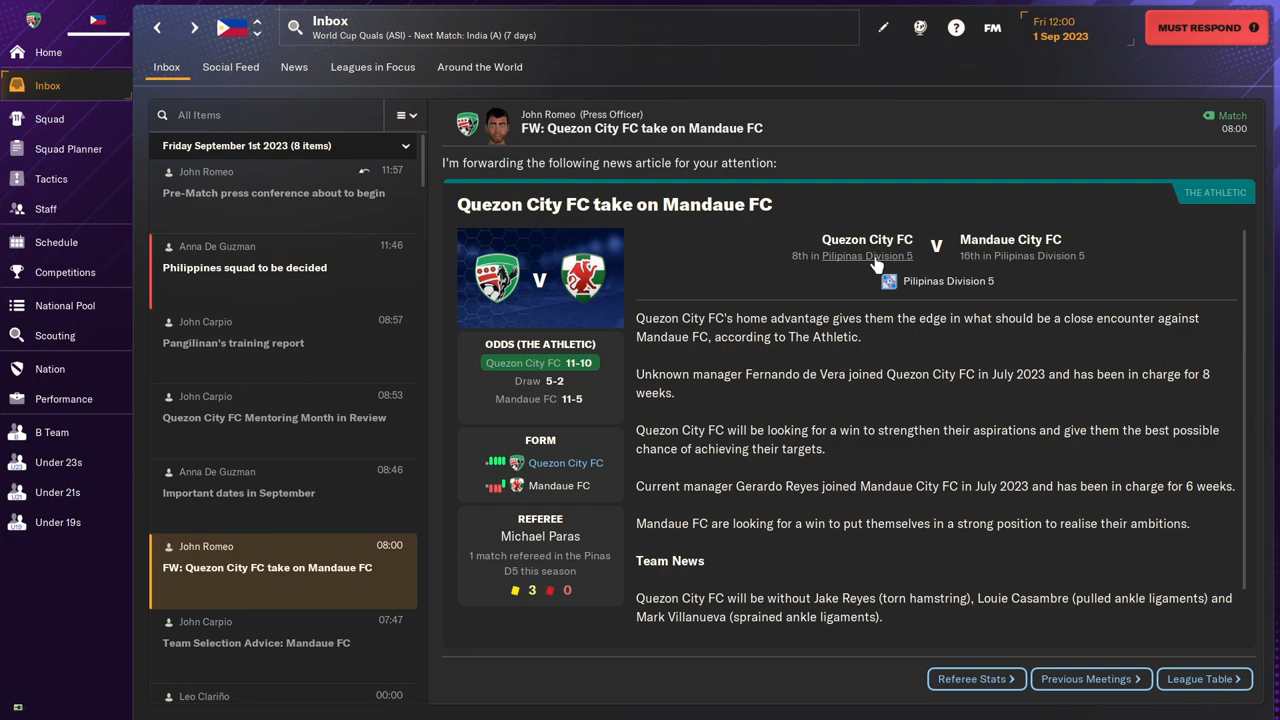 Inbox
World Cup Quals (ASI) - Next Match: India (A) (7 days)
FM
Fri 12:00
1 Sep 2023
MUST RESPOND
Home
Inbox
Squad
Squad Planner
Tactics
Staff
Schedule
Competitions
National Pool
Scouting
Nation
Performance
B Team
Under 23s
Under 21s
Under 19s
Inbox
Social Feed
News
Leagues in Focus
Around the World
All Items
Friday September 1st 2023 (8 items)
John Romeo 11:57
Pre-Match press conference about to begin
Anna De Guzman 11:46
Philippines squad to be decided
John Carpio 08:57
Pangilinan's training report
John Carpio 08:53
Quezon City FC Mentoring Month in Review
Anna De Guzman 08:46
Important dates in September
John Romeo 08:00
FW: Quezon City FC take on Mandaue FC
John Carpio 07:47
Team Selection Advice: Mandaue FC
Leo Clariño 00:00
John Romeo (Press Officer)
FW: Quezon City FC take on Mandaue FC
Match
08:00
I'm forwarding the following news article for your attention:
THE ATHLETIC
Quezon City FC take on Mandaue FC
V
ODDS (THE ATHLETIC)
Quezon City FC 11-10
Draw 5-2
Mandaue FC 11-5
FORM
Quezon City FC
Mandaue FC
REFEREE
Michael Paras
1 match refereed in the Pinas
D5 this season
3 0
Quezon City FC V Mandaue City FC
8th in Pilipinas Division 5 16th in Pilipinas Division 5
Pilipinas Division 5
Quezon City FC's home advantage gives them the edge in what should be a close encounter against
Mandaue FC, according to The Athletic.
Unknown manager Fernando de Vera joined Quezon City FC in July 2023 and has been in charge for 8
weeks.
Quezon City FC will be looking for a win to strengthen their aspirations and give them the best possible
chance of achieving their targets.
Current manager Gerardo Reyes joined Mandaue City FC in July 2023 and has been in charge for 6 weeks.
Mandaue FC are looking for a win to put themselves in a strong position to realise their ambitions.
Team News
Quezon City FC will be without Jake Reyes (torn hamstring), Louie Casambre (pulled ankle ligaments) and
Mark Villanueva (sprained ankle ligaments).
Referee Stats
Previous Meetings
League Table